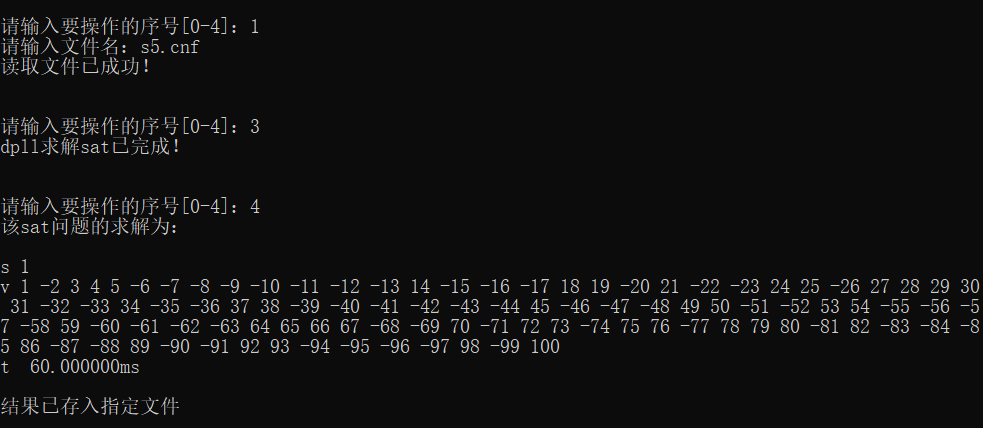 请输入要操作的序号[0-4]：1
请输入文件名：s5.cnf
读取文件已成功！
请输入要操作的序号[0-4]：3
dpll求解sat已完成！
请输入要操作的序号[0-4]：4
该sat问题的求解为：
s 1
v 1 -2 3 4 5 -6 -7 -8 -9 -10 -11 -12 -13 14 -15 -16 -17 18 19 -20 21 -22 -23 24 25 -26 27 28 29 30
31 -32 -33 34 -35 -36 37 38 -39 -40 -41 -42 -43 -44 45 -46 -47 -48 49 50 -51 -52 53 54 -55 -56 -5
7 -58 59 -60 -61 -62 -63 64 65 66 67 -68 -69 70 -71 72 73 -74 75 76 -77 78 79 80 -81 82 -83 -84 -8
5 86 -87 -88 89 -90 -91 92 93 -94 -95 -96 -97 98 -99 100
t  60.000000ms
结果已存入指定文件